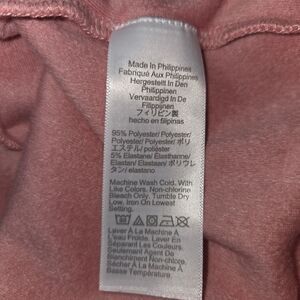 Made In Philippines
Fabriqué Aux Philippines
Hergestellt In Den
Philippinen
Vervaardigd In De
Filippijnen
フィリピン製
hecho en filipinas
95% Polyester/ Polyester/
Polyester/ Polyester/ ポリ
エステル/ poliéster
5% Elastane/ Elasthanne/
Elastan/ Elastaan/ ポリウレ
タン/ elastano
Machine Wash Cold. With
Like Colors. Non-chlorine
Bleach Only. Tumble Dry
Low. Iron On Lowest
Setting.
Laver À La Machine À
L'eau Froide. Laver En
Séparant Les Couleurs.
Seulement Agent De
Blanchiment Non-chloré.
Sécher À La Machine À
Basse Température.